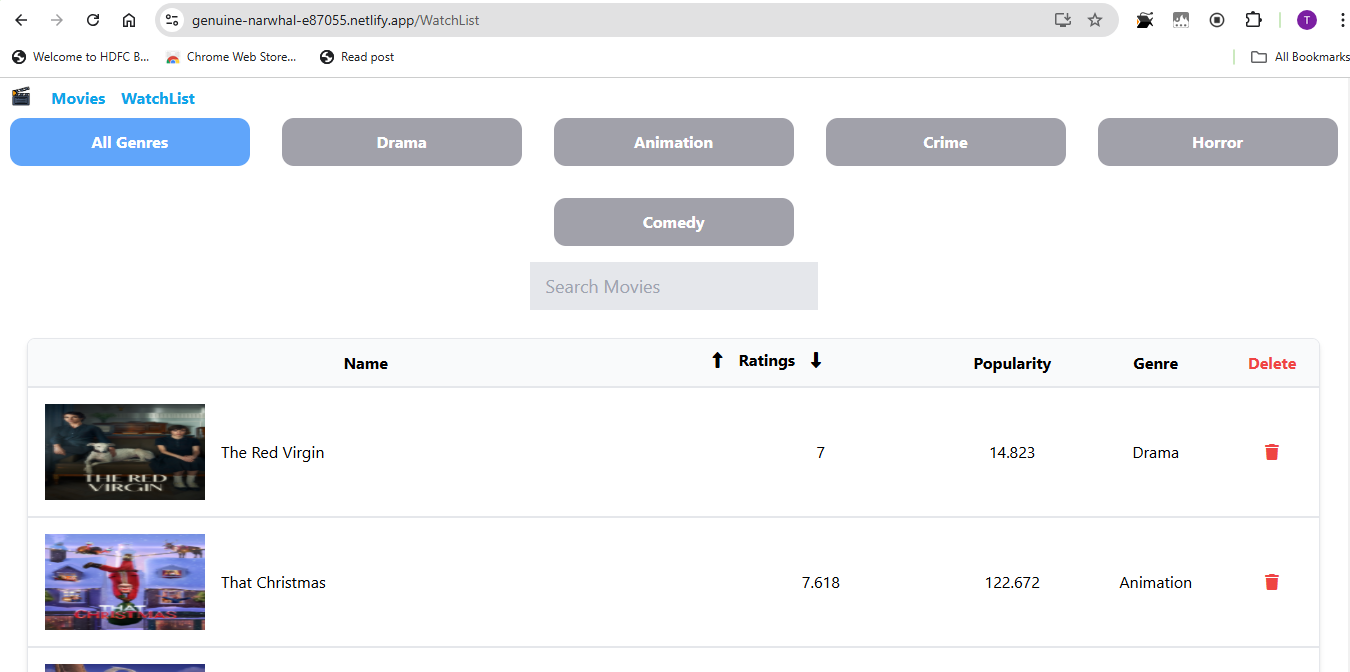 genuine-narwhal-e87055.netlify.app/WatchList
T
Welcome to HDFC B... Chrome Web Store... Read post All Bookmarks
Movies WatchList
All Genres Drama Animation Crime Horror
Comedy
Search Movies
Name Ratings Popularity Genre Delete
THE RED
VIRGIN
The Red Virgin 7 14.823 Drama
THAT
CHRISTMAS
That Christmas 7.618 122.672 Animation